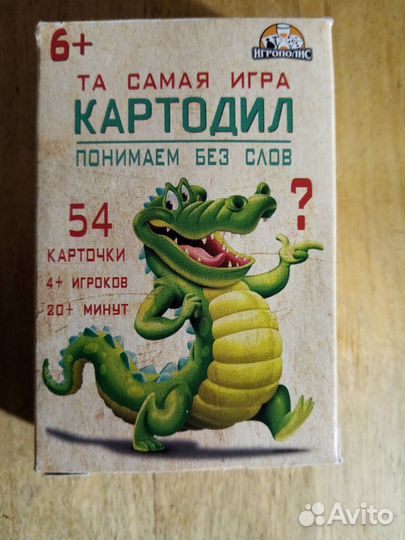 6+
ИГРОПОЛИС
ТА САМАЯ ИГРА
КАРТОДИЛ
ПОНИМАЕМ БЕЗ СЛОВ
?
54
КАРТОЧКИ
4+ ИГРОКОВ
20+ МИНУТ
Avito